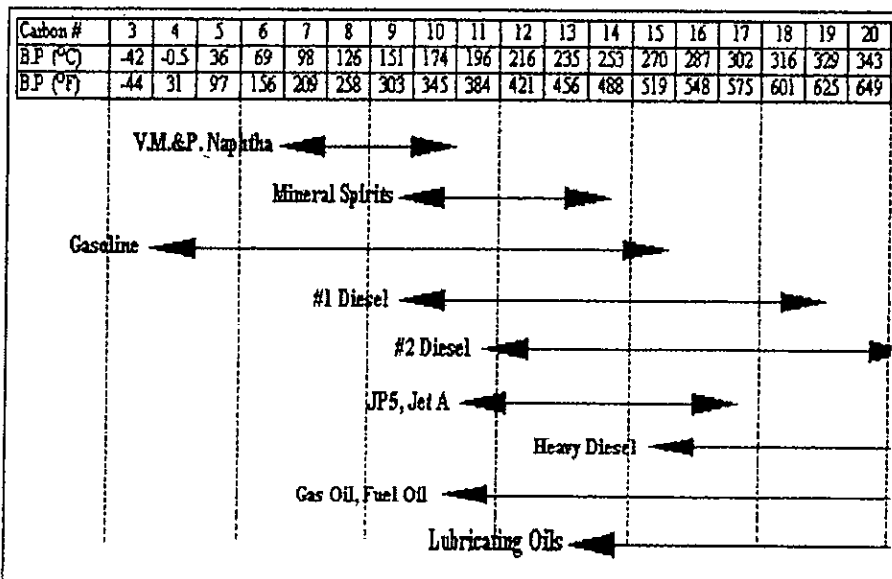 Carbon # 3 4 5 6 7 8 9 10 11 12 13 14 15 16 17 18 19 20
B.P (°C) -42 -0.5 36 69 98 126 151 174 196 216 235 253 270 287 302 316 329 343
B.P (°F) -44 31 97 156 209 258 303 345 384 421 456 488 519 548 575 601 625 649
V.M.&P. Naphtha
Mineral Spirits
Gasoline
#1 Diesel
#2 Diesel
JP5, Jet A
Heavy Diesel
Gas Oil, Fuel Oil
Lubricating Oils